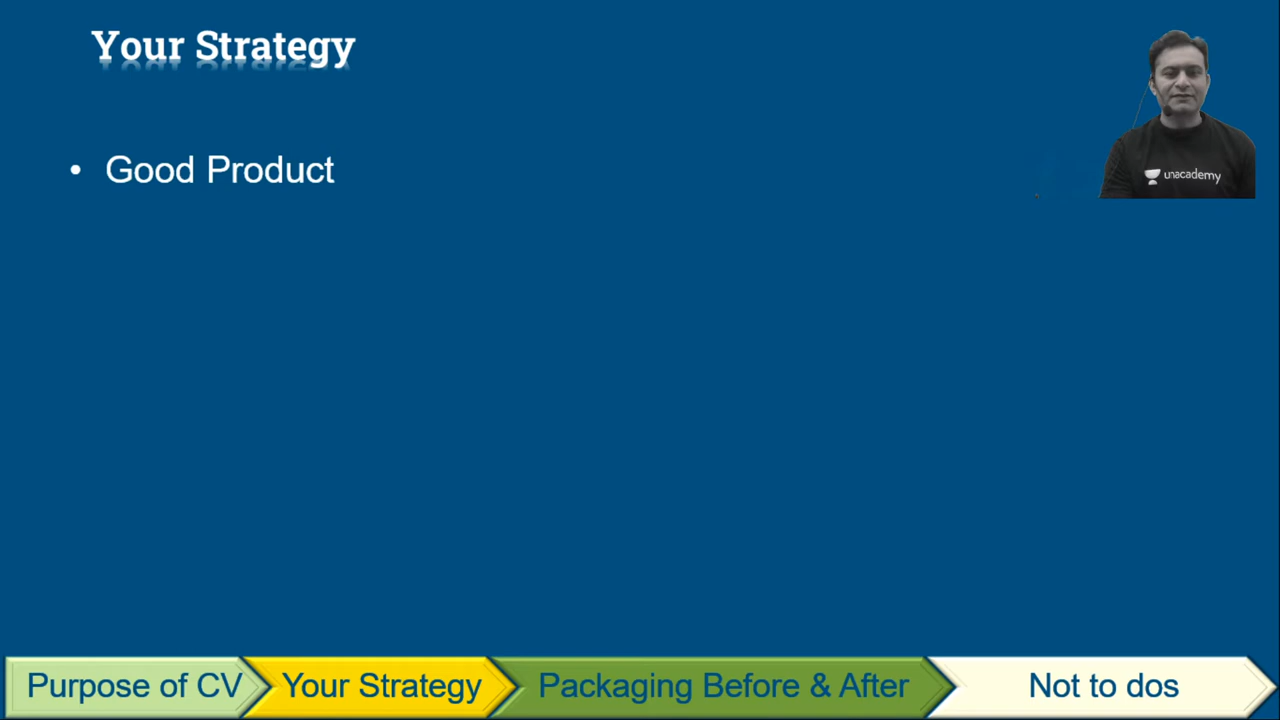 Your Strategy
• Good Product
unacademy
Purpose of CV
Your Strategy
Packaging Before & After
Not to dos